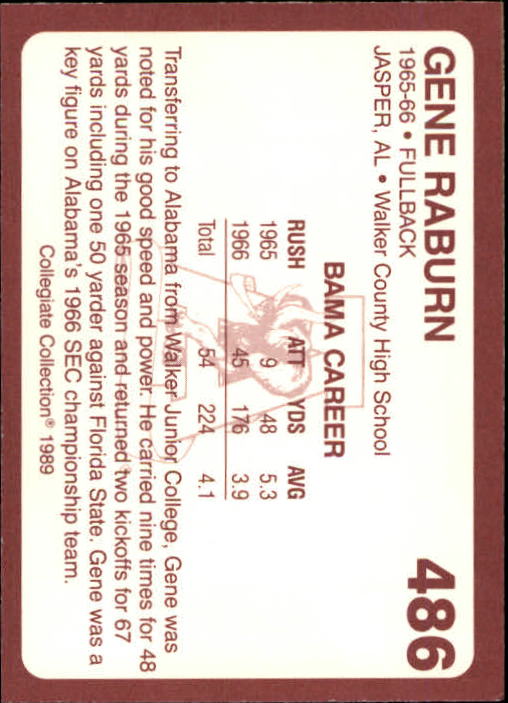 GENE RABURN 486
1965-66 • FULLBACK
JASPER, AL • Walker County High School
BAMA CAREER
RUSH ATT YDS AVG
1965 9 48 5.3
1966 45 176 3.9
Total 54 224 4.1
Transferring to Alabama from Walker Junior College, Gene was
noted for his good speed and power. He carried nine times for 48
yards during the 1965 season and returned two kickoffs for 67
yards including one 50 yarder against Florida State. Gene was a
key figure on Alabama's 1966 SEC championship team.
Collegiate Collection® 1989